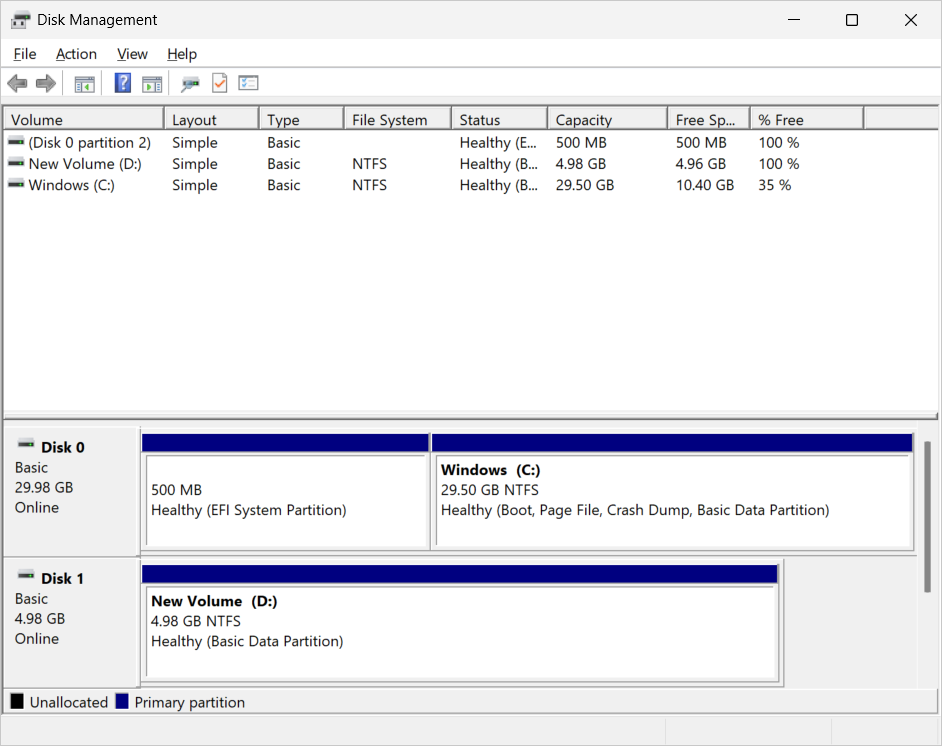 Disk Management
File Action View Help
Volume Layout Type File System Status Capacity Free Sp... % Free
(Disk 0 partition 2) Simple Basic Healthy (E... 500 MB 500 MB 100 %
New Volume (D:) Simple Basic NTFS Healthy (B... 4.98 GB 4.96 GB 100 %
Windows (C:) Simple Basic NTFS Healthy (B... 29.50 GB 10.40 GB 35 %
Disk 0
Basic
29.98 GB
Online
500 MB
Healthy (EFI System Partition)
Windows (C:)
29.50 GB NTFS
Healthy (Boot, Page File, Crash Dump, Basic Data Partition)
Disk 1
Basic
4.98 GB
Online
New Volume (D:)
4.98 GB NTFS
Healthy (Basic Data Partition)
Unallocated Primary partition